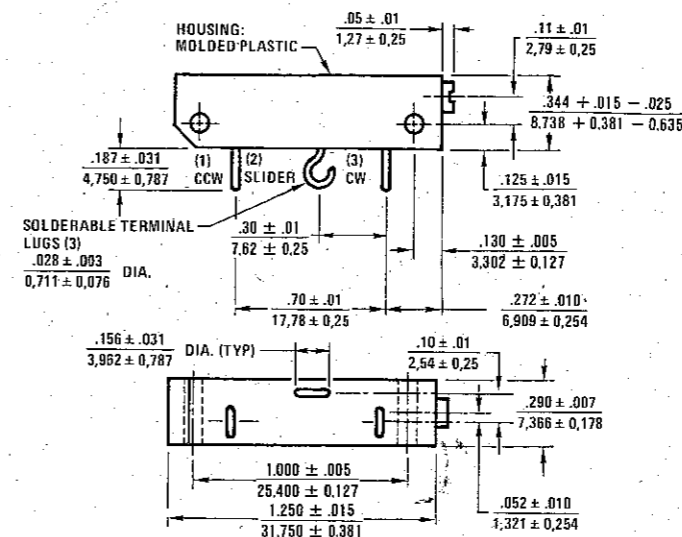 HOUSING:
MOLDED PLASTIC
.05 ± .01
1,27 ± 0,25
.11 ± .01
2,79 ± 0,25
.344 + .015 - .025
8.738 + 0.381 - 0.635
.187 ± .031
4,750 ± 0,787
(1)
CCW
(2)
SLIDER
(3)
CW
.125 ± .015
3,175 ± 0,381
SOLDERABLE TERMINAL
LUGS (3)
.028 ± .003
0,711 ± 0,076
DIA.
.30 ± .01
7,62 ± 0,25
.130 ± .005
3,302 ± 0,127
.70 ± .01
17,78 ± 0,25
.272 ± .010
6,909 ± 0,254
.156 ± .031
3,962 ± 0,787
DIA. (TYP)
.10 ± .01
2,54 ± 0,25
.290 ± .007
7,366 ± 0,178
1.000 ± .005
25,400 ± 0,127
1.250 ± .015
31,750 ± 0,381
.052 ± .010
1,321 ± 0,254